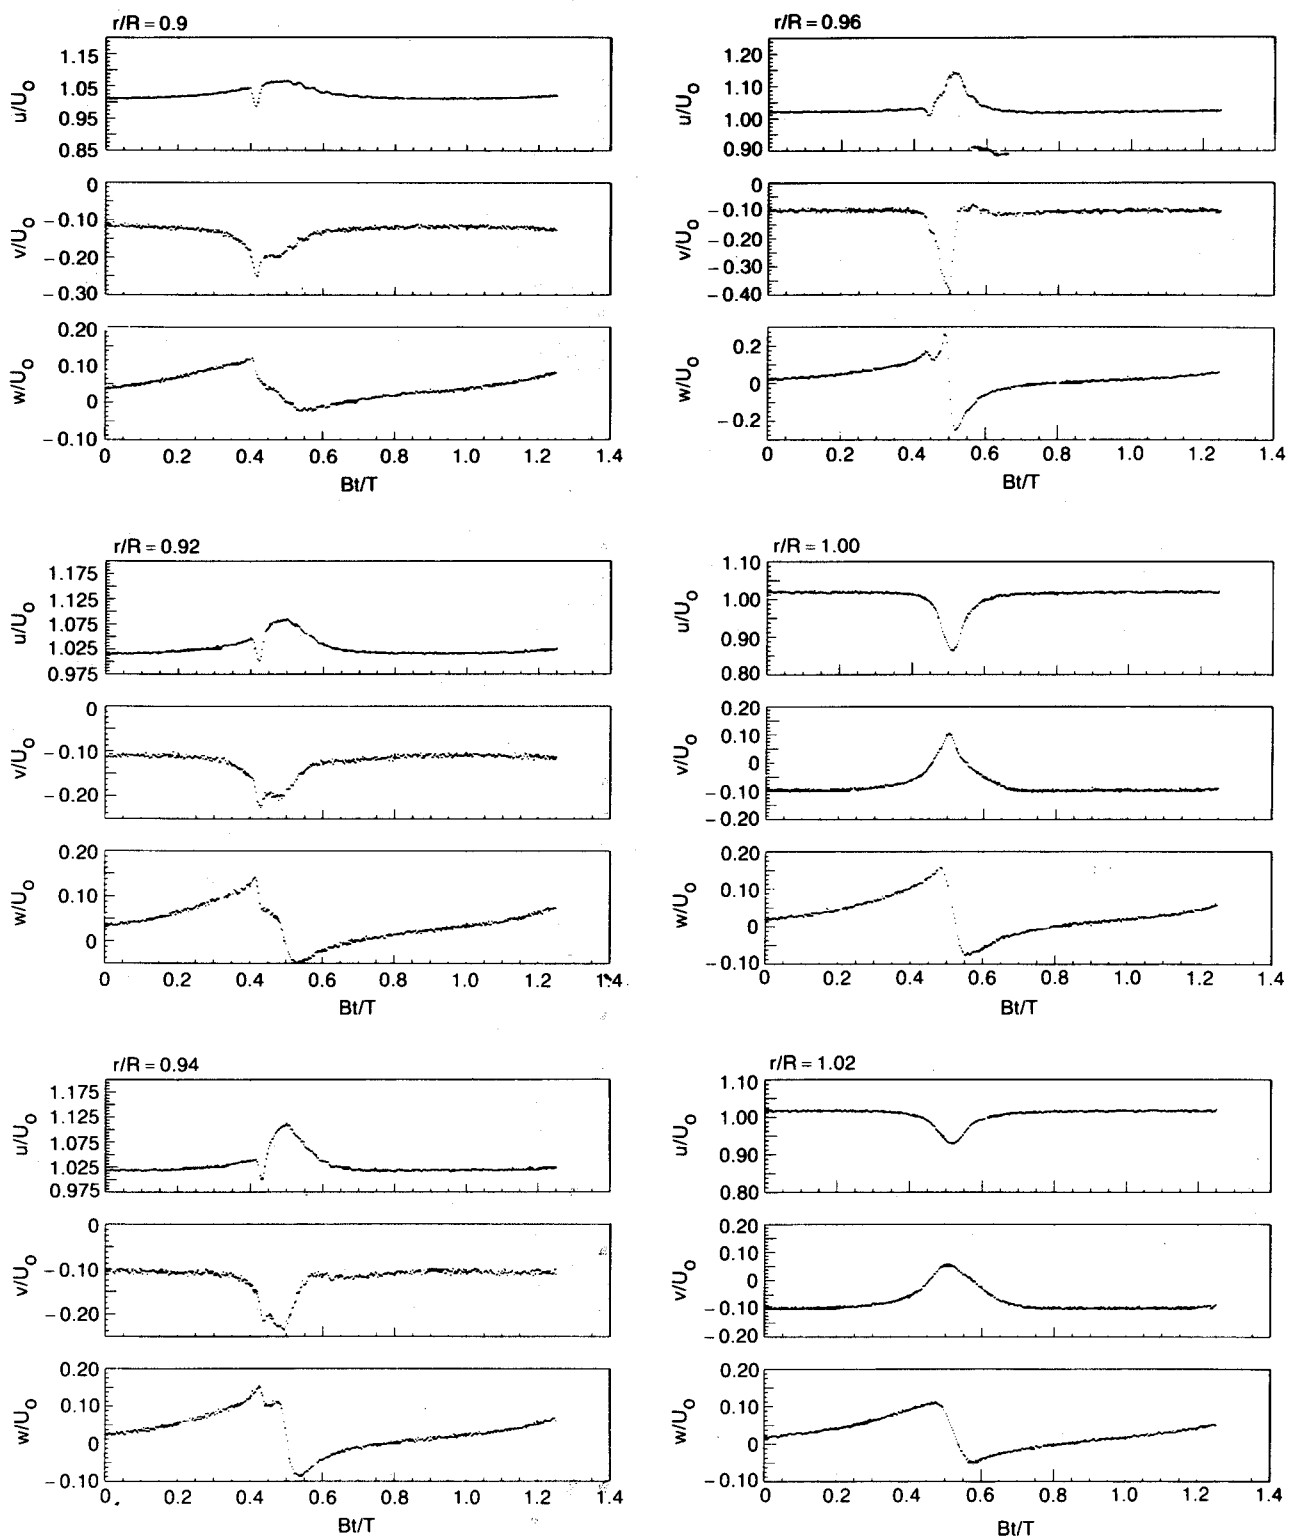 r/R = 0.9
u/U₀
1.15
1.05
0.95
0.85
v/U₀
0
−0.10
−0.20
−0.30
w/U₀
0.20
0.10
0
−0.10
0 0.2 0.4 0.6 0.8 1.0 1.2 1.4
Bt/T
r/R = 0.96
u/U₀
1.20
1.10
1.00
0.90
v/U₀
0
−0.10
−0.20
−0.30
−0.40
w/U₀
0.2
0
−0.2
0 0.2 0.4 0.6 0.8 1.0 1.2 1.4
Bt/T
r/R = 0.92
u/U₀
1.175
1.125
1.075
1.025
0.975
v/U₀
0
−0.10
−0.20
w/U₀
0.20
0.10
0
0 0.2 0.4 0.6 0.8 1.0 1.2 1.4
Bt/T
r/R = 1.00
u/U₀
1.10
1.00
0.90
0.80
v/U₀
0.20
0.10
0
−0.10
−0.20
w/U₀
0.20
0.10
0
−0.10
0 0.2 0.4 0.6 0.8 1.0 1.2 1.4
Bt/T
r/R = 0.94
u/U₀
1.175
1.125
1.075
1.025
0.975
v/U₀
0
−0.10
−0.20
w/U₀
0.20
0.10
0
−0.10
0 0.2 0.4 0.6 0.8 1.0 1.2 1.4
Bt/T
r/R = 1.02
u/U₀
1.10
1.00
0.90
0.80
v/U₀
0.20
0.10
0
−0.10
−0.20
w/U₀
0.20
0.10
0
−0.10
0 0.2 0.4 0.6 0.8 1.0 1.2 1.4
Bt/T